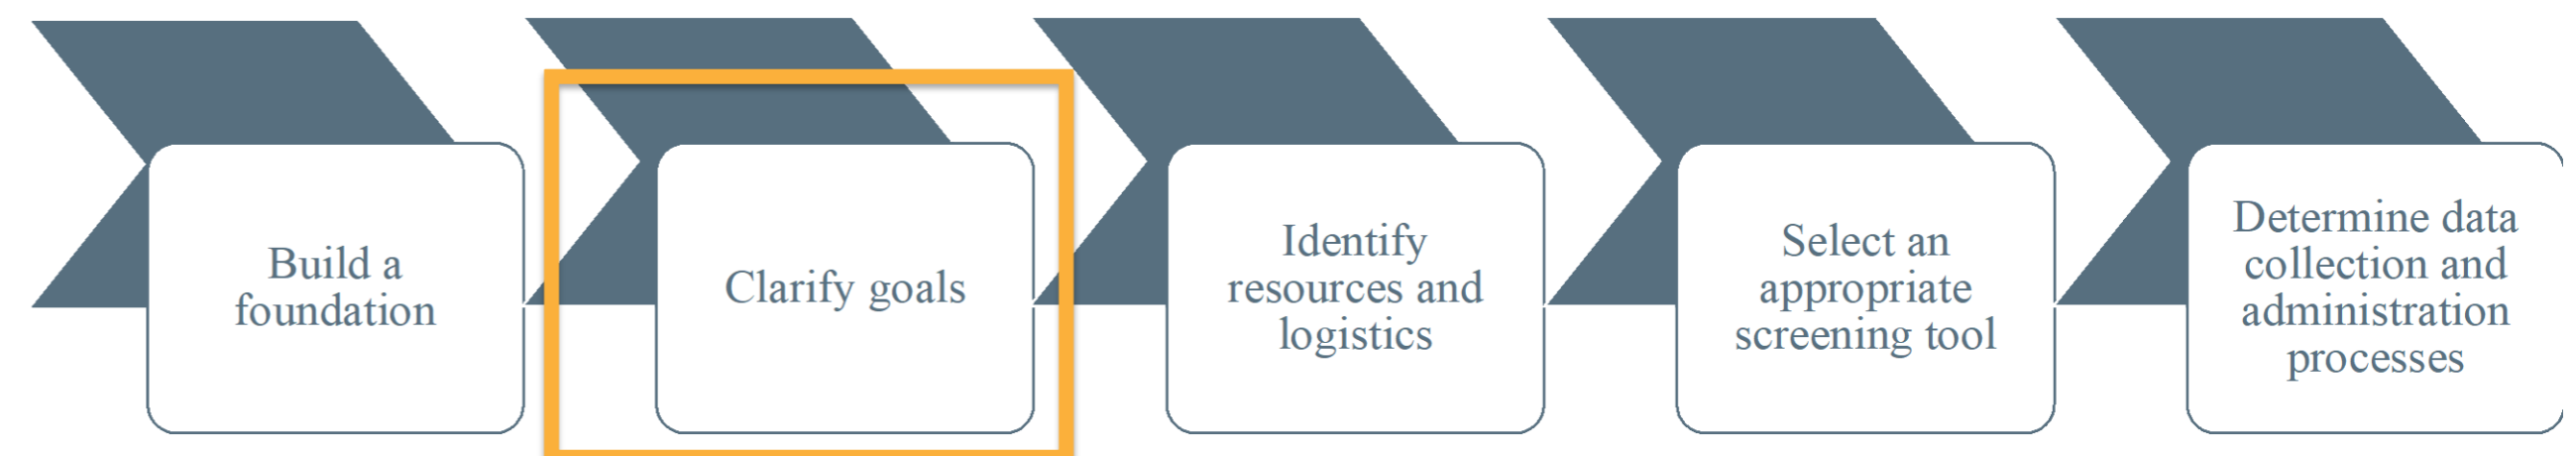 Build a
foundation
Clarify goals
Identify
resources and
logistics
Select an
appropriate
screening tool
Determine data
collection and
administration
processes